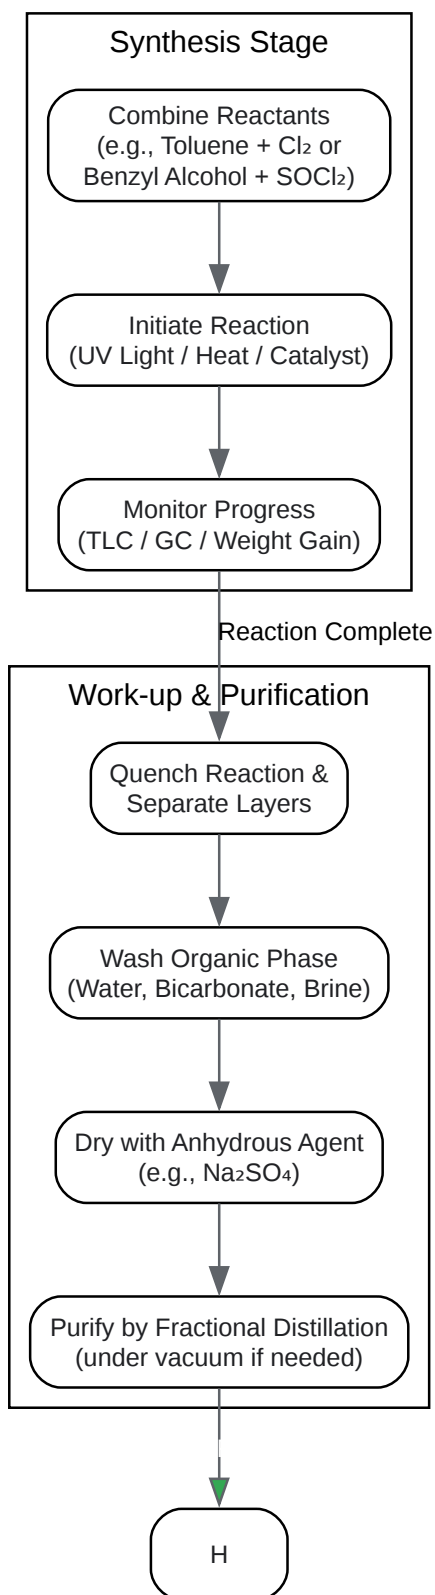 Synthesis Stage
Combine Reactants
(e.g., Toluene + Cl₂ or
Benzyl Alcohol + SOCl₂)
Initiate Reaction
(UV Light / Heat / Catalyst)
Monitor Progress
(TLC / GC / Weight Gain)
Reaction Complete
Work-up & Purification
Quench Reaction &
Separate Layers
Wash Organic Phase
(Water, Bicarbonate, Brine)
Dry with Anhydrous Agent
(e.g., Na₂SO₄)
Purify by Fractional Distillation
(under vacuum if needed)
H